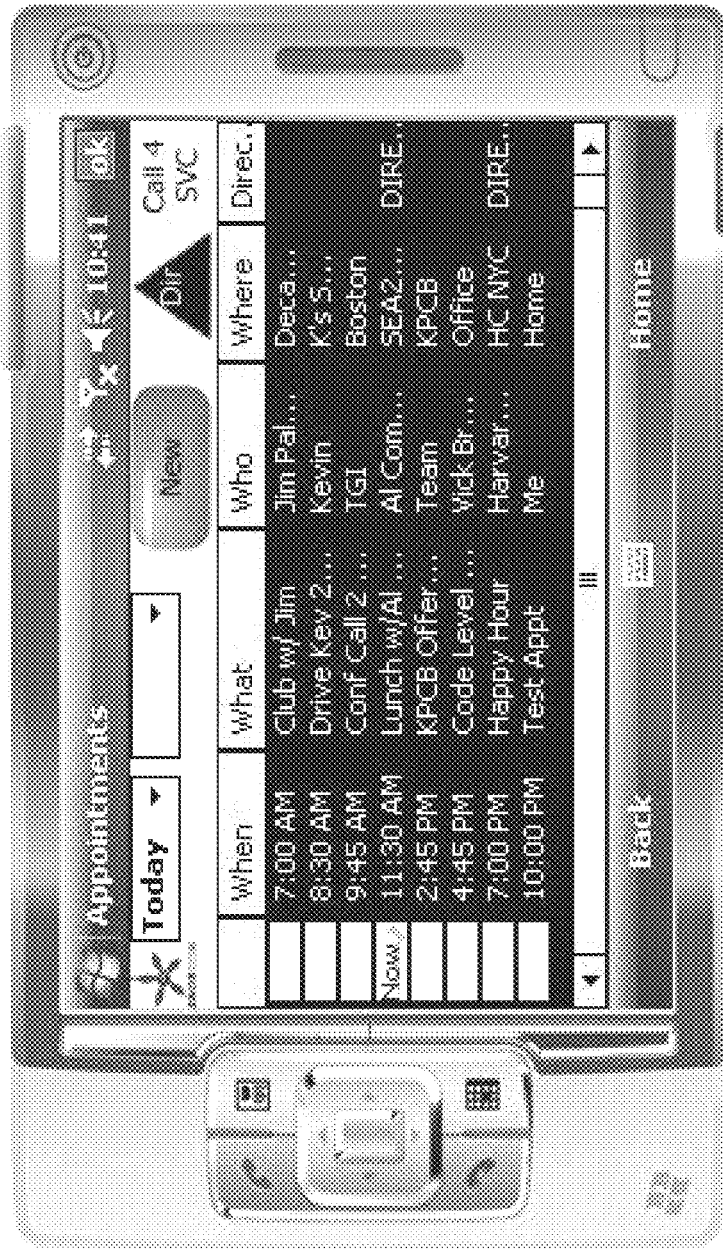 Appointments 10:41 ok
Today New Dir Call 4 SVC
When What Who Where Direc...
7:00 AM Club w/ Jim Jim Pal... Deca...
8:30 AM Drive Kev 2... Kevin K's S...
9:45 AM Conf Call 2 ... TGI Boston
Now 11:30 AM Lunch w/Al ... Al Com... SEA2... DIRE...
2:45 PM KPCB Offer... Team KPCB
4:45 PM Code Level ... Vick Br... Office
7:00 PM Happy Hour Harvar... HC NYC DIRE...
10:00 PM Test Appt Me Home
Back Home